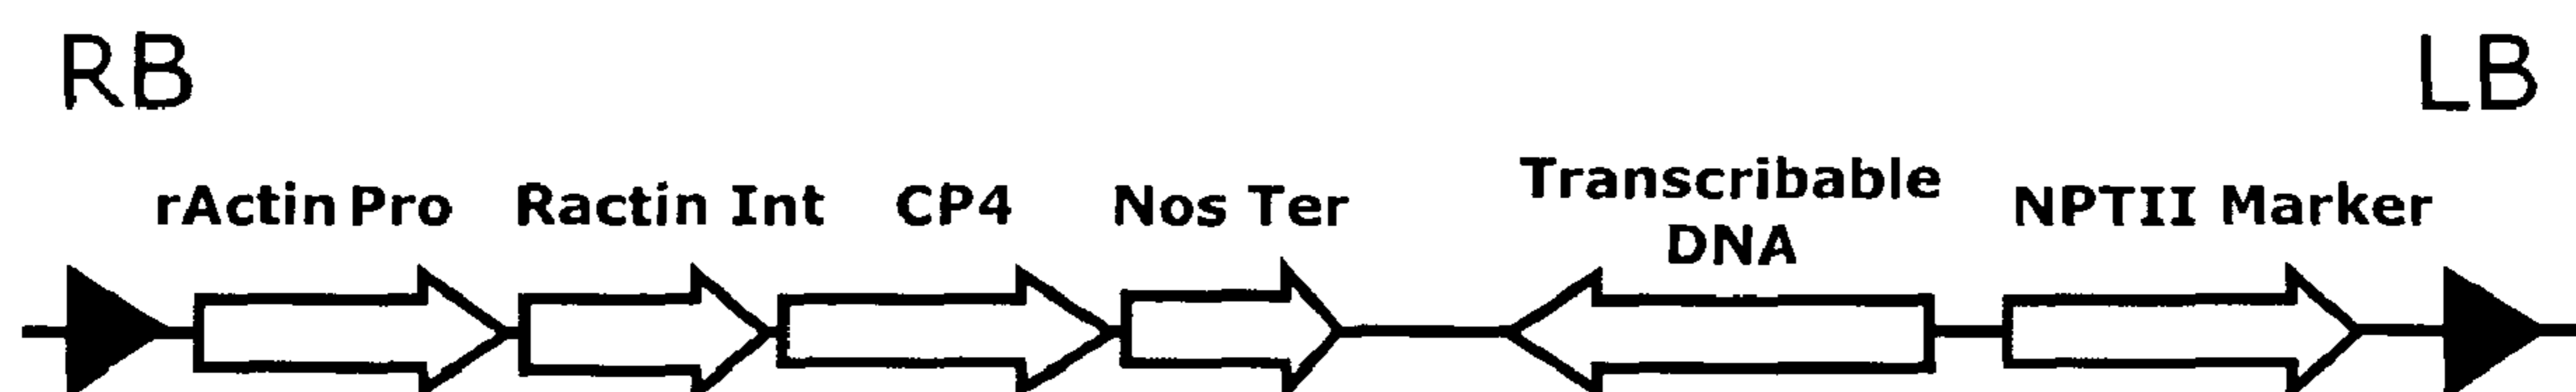 RB
LB
rActin Pro
Ractin Int
CP4
Nos Ter
Transcribable
DNA
NPTII Marker